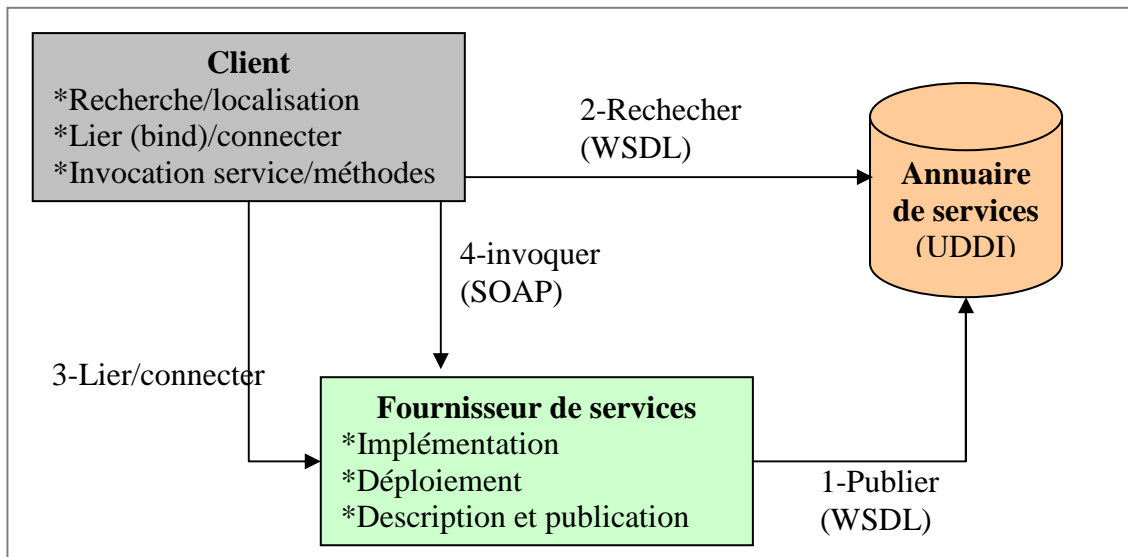 Client
*Recherche/localisation
*Lier (bind)/connecter
*Invocation service/méthodes
2-Rechecher
(WSDL)
Annuaire
de services
(UDDI)
4-invoquer
(SOAP)
3-Lier/connecter
Fournisseur de services
*Implémentation
*Déploiement
*Description et publication
1-Publier
(WSDL)